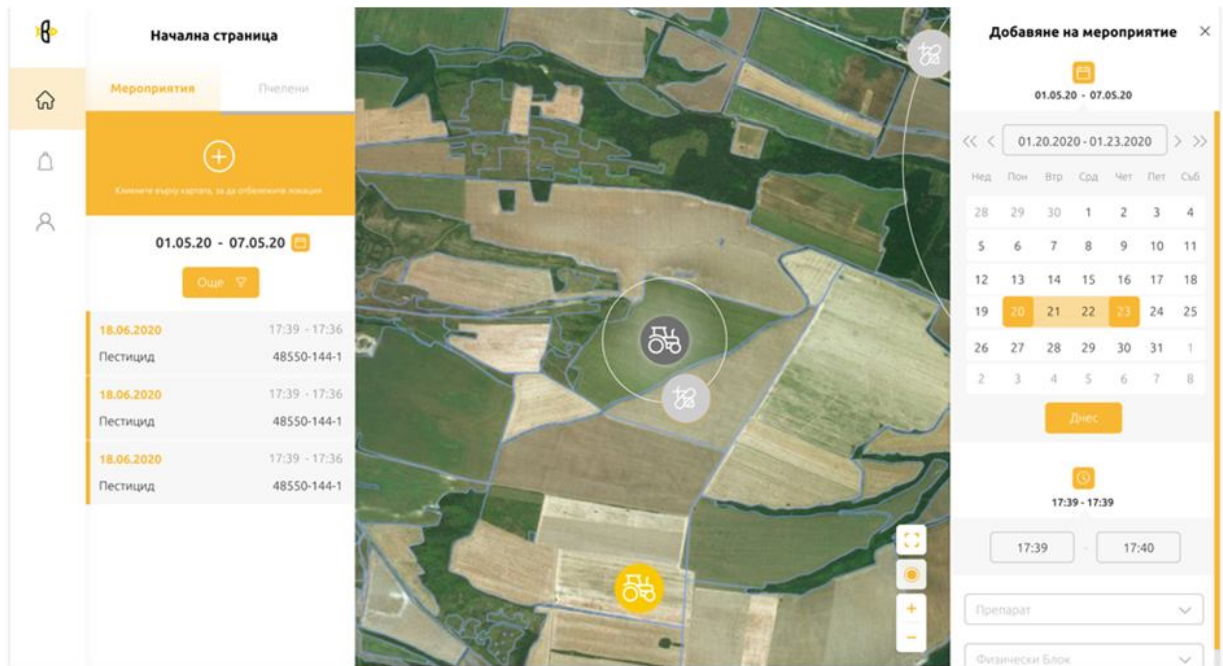 Начална страница
Мероприятия
Пчелени
Кликнете върху картата, за да отбележите локация
01.05.20 - 07.05.20
Още
18.06.2020 17:39 - 17:36
Пестицид 48550-144-1
18.06.2020 17:39 - 17:36
Пестицид 48550-144-1
18.06.2020 17:39 - 17:36
Пестицид 48550-144-1
+
−
Добавяне на мероприятие ×
01.05.20 - 07.05.20
<< < 01.20.2020 - 01.23.2020 > >>
Нед Пон Втр Срд Чет Пет Съб
28 29 30 1 2 3 4
5 6 7 8 9 10 11
12 13 14 15 16 17 18
19 20 21 22 23 24 25
26 27 28 29 30 31 1
2 3 4 5 6 7 8
Днес
17:39 - 17:39
17:39 - 17:40
Препарат
Физически Блок